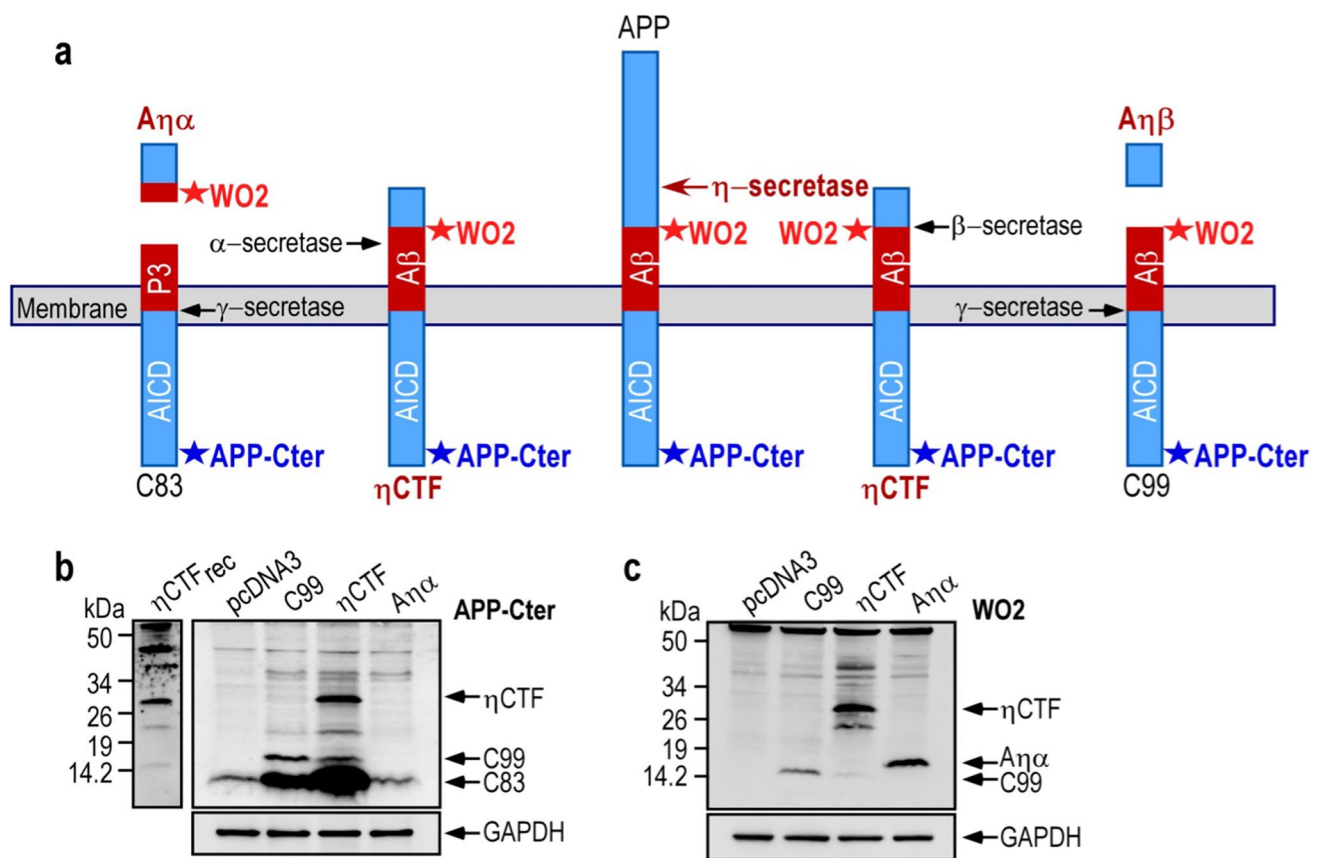 a
APP
Aηα
Aηβ
WO2
η–secretase
α–secretase
WO2
WO2
WO2
β–secretase
WO2
P3
Aβ
Aβ
Aβ
Aβ
Membrane
γ–secretase
γ–secretase
AICD
AICD
AICD
AICD
AICD
APP-Cter
APP-Cter
APP-Cter
APP-Cter
APP-Cter
C83
ηCTF
ηCTF
C99
b
kDa
ηCTFrec
pcDNA3
C99
ηCTF
Aηα
APP-Cter
50
34
26
19
14.2
ηCTF
C99
C83
GAPDH
c
kDa
pcDNA3
C99
ηCTF
Aηα
WO2
50
34
26
19
14.2
ηCTF
Aηα
C99
GAPDH